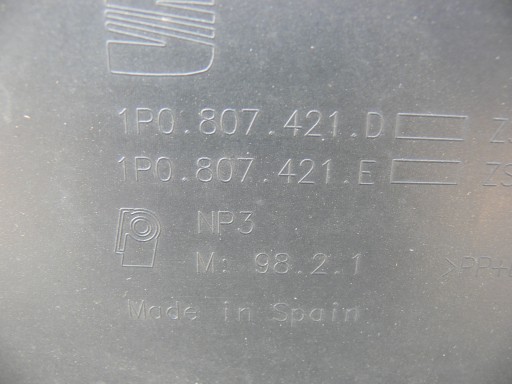 1P0.807.421.D
1P0.807.421.E
NP3
M: 98.2.1
Made in Spain